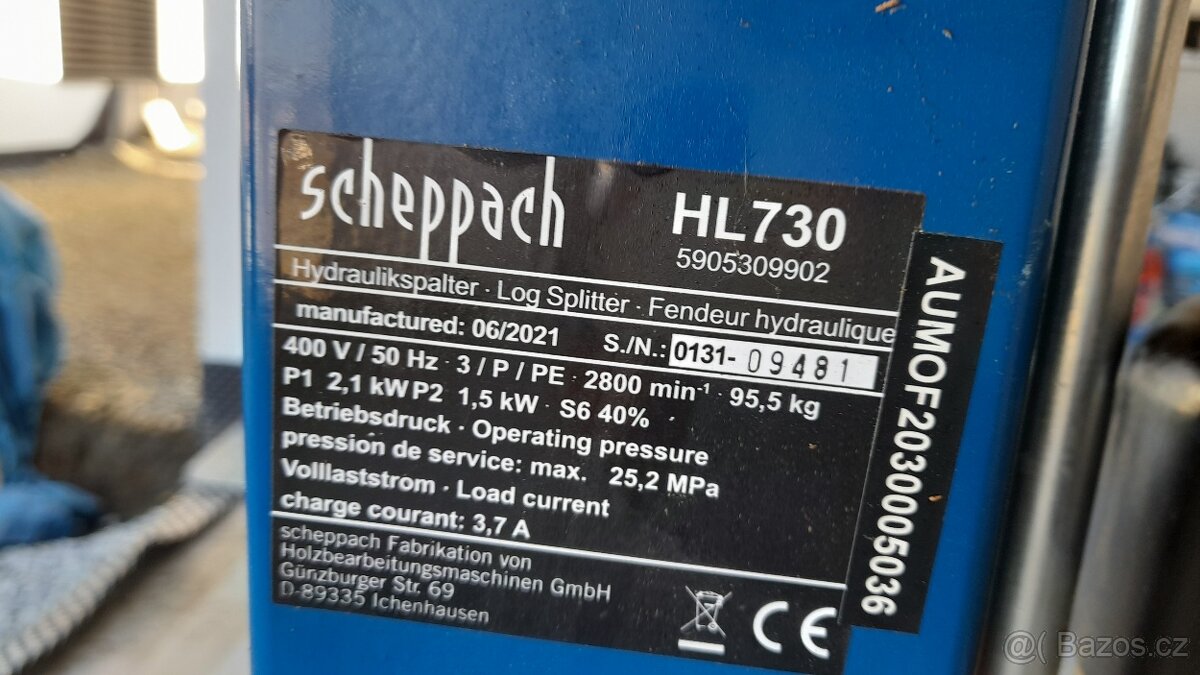 scheppach
HL730
5905309902
Hydraulikspalter · Log Splitter · Fendeur hydraulique
manufactured: 06/2021 S./N.: 0131- 09481
400 V / 50 Hz · 3 / P / PE · 2800 min⁻¹ · 95,5 kg
P1 2,1 kW P2 1,5 kW · S6 40%
Betriebsdruck · Operating pressure
pression de service: max. 25,2 MPa
Volllaststrom · Load current
charge courant: 3,7 A
scheppach Fabrikation von
Holzbearbeitungsmaschinen GmbH
Günzburger Str. 69
D-89335 Ichenhausen
CE
AUMOF2030005036
Bazos.cz